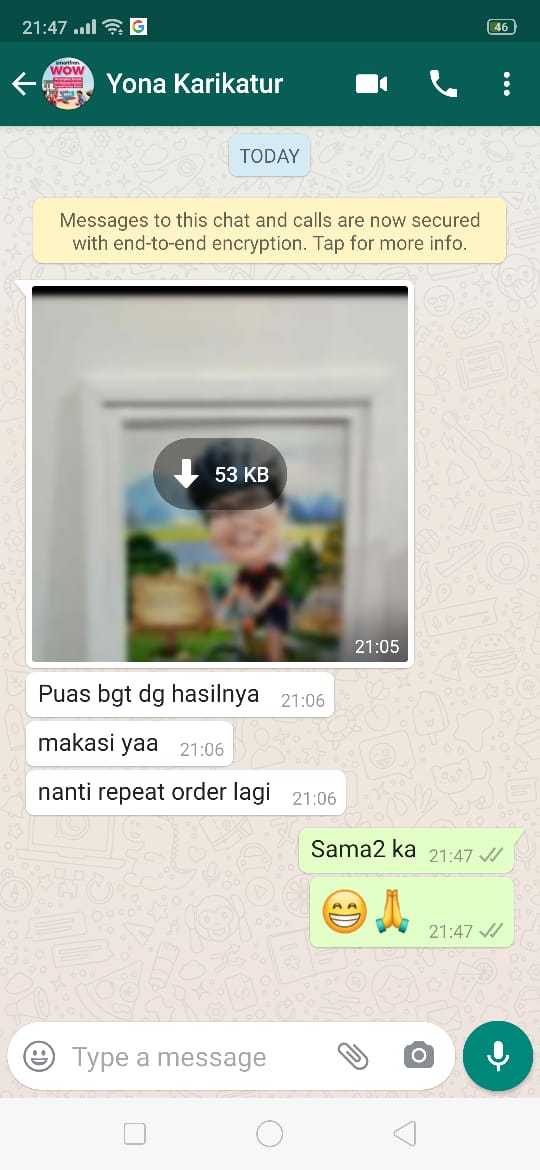 21:47
46
smartfren.
WOW
Yona Karikatur
TODAY
Messages to this chat and calls are now secured
with end-to-end encryption. Tap for more info.
53 KB
21:05
Puas bgt dg hasilnya 21:06
makasi yaa 21:06
nanti repeat order lagi 21:06
Sama2 ka 21:47
😁🙏 21:47
Type a message